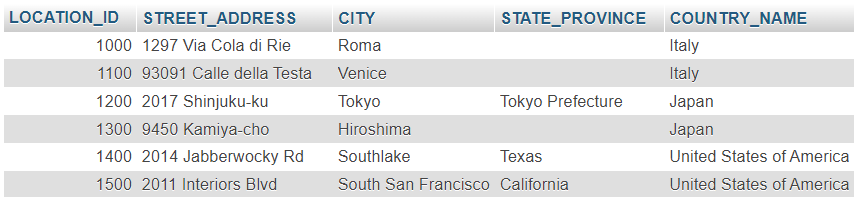 LOCATION_ID STREET_ADDRESS CITY STATE_PROVINCE COUNTRY_NAME
1000 1297 Via Cola di Rie Roma Italy
1100 93091 Calle della Testa Venice Italy
1200 2017 Shinjuku-ku Tokyo Tokyo Prefecture Japan
1300 9450 Kamiya-cho Hiroshima Japan
1400 2014 Jabberwocky Rd Southlake Texas United States of America
1500 2011 Interiors Blvd South San Francisco California United States of America